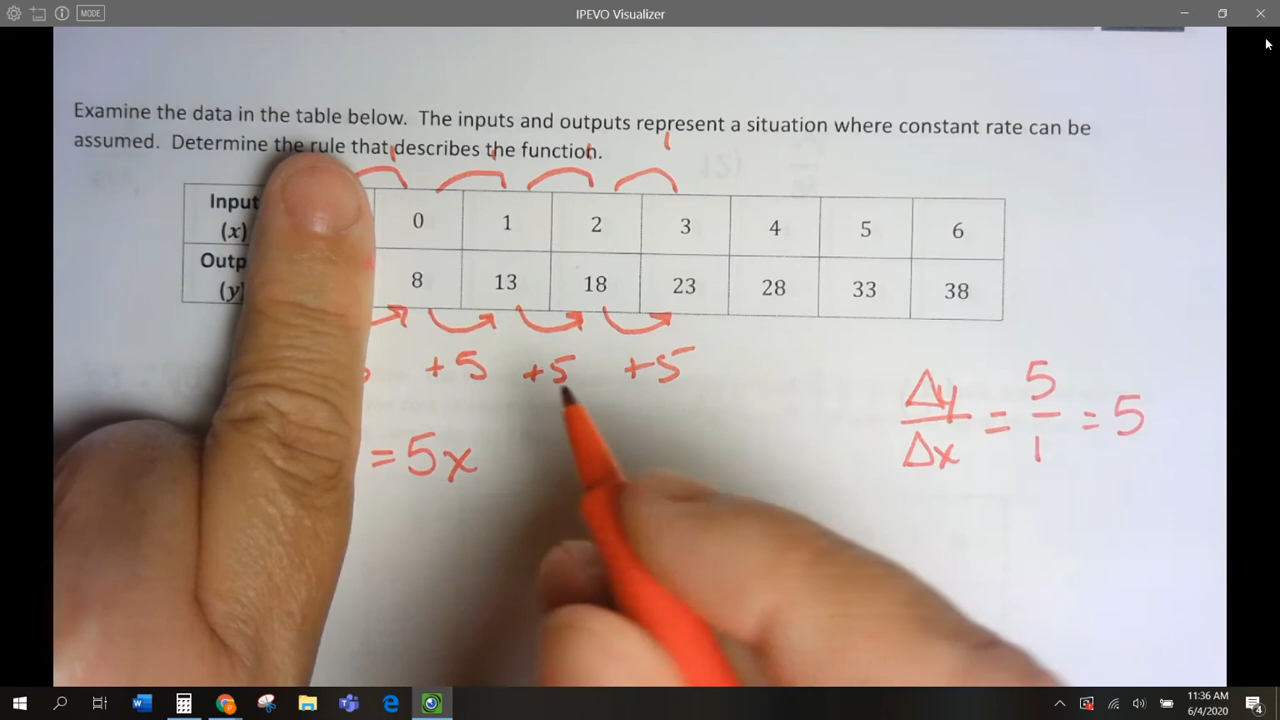 MODE
IPEVO Visualizer
Examine the data in the table below. The inputs and outputs represent a situation where constant rate can be
assumed. Determine the rule that describes the function.
Input 0 1 2 3 4 5 6
(x)
Outp 8 13 18 23 28 33 38
(y)
+5 +5 +5
= 5x
Δy/Δx = 5/1 = 5
11:36 AM
6/4/2020
4